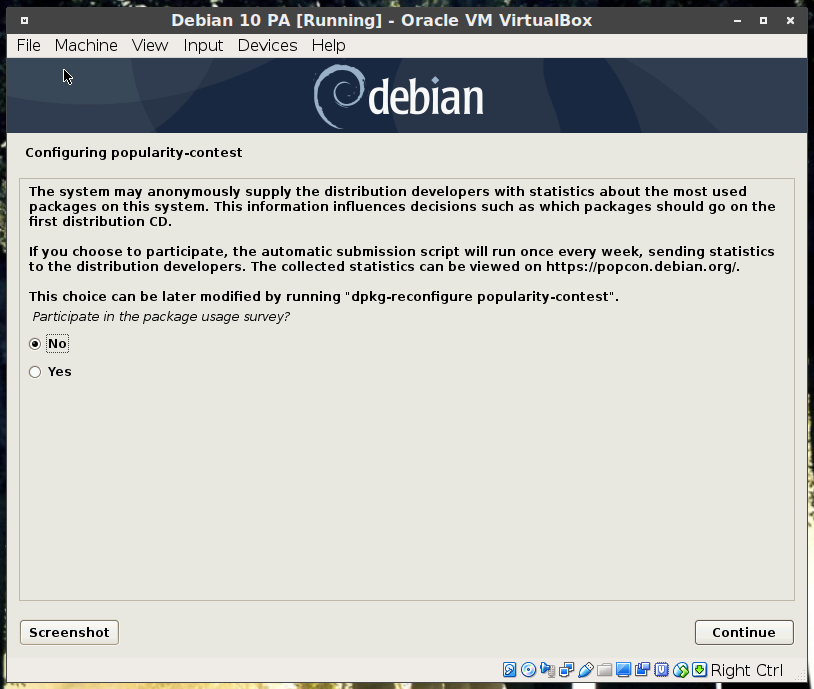 Debian 10 PA [Running] - Oracle VM VirtualBox
File Machine View Input Devices Help
debian
Configuring popularity-contest
The system may anonymously supply the distribution developers with statistics about the most used
packages on this system. This information influences decisions such as which packages should go on the
first distribution CD.
If you choose to participate, the automatic submission script will run once every week, sending statistics
to the distribution developers. The collected statistics can be viewed on https://popcon.debian.org/.
This choice can be later modified by running "dpkg-reconfigure popularity-contest".
Participate in the package usage survey?
No
Yes
Screenshot Continue
Right Ctrl